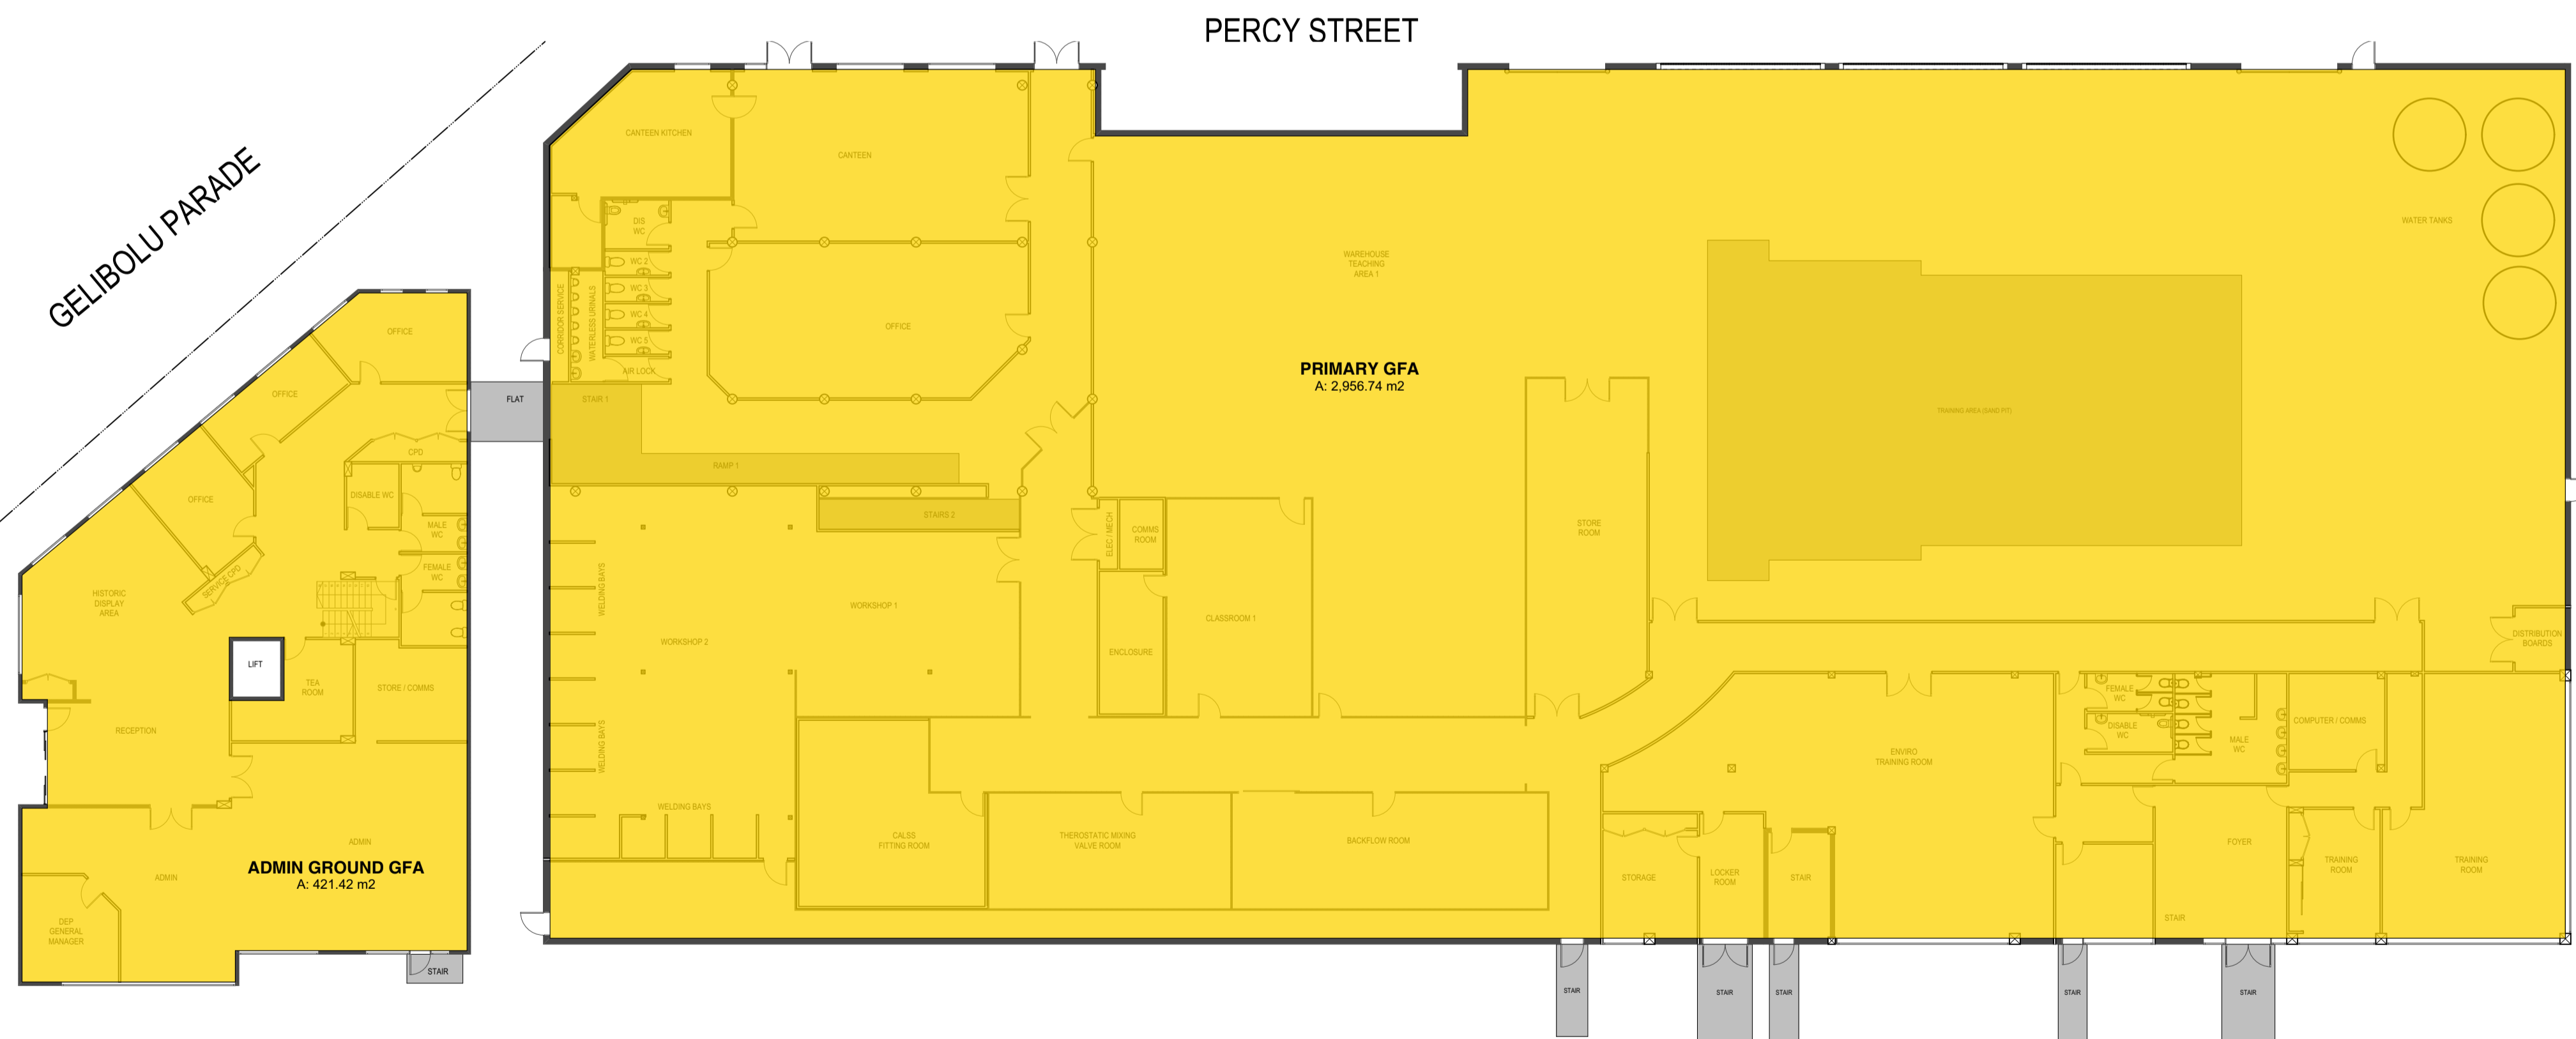 PERCY STREET
GELIBOLU PARADE
OFFICE
OFFICE
OFFICE
CPD
DISABLE WC
MALE
WC
FEMALE
WC
SERVICE CPD
HISTORIC
DISPLAY
AREA
LIFT
TEA
ROOM
STORE / COMMS
RECEPTION
ADMIN
ADMIN GROUND GFA
A: 421.42 m2
ADMIN
DEP
GENERAL
MANAGER
STAIR
FLAT
CANTEEN KITCHEN
CANTEEN
DIS
WC
WC 2
WC 3
WC 4
WC 5
AIR LOCK
CORRIDOR SERVICE
WATERLESS URINALS
OFFICE
STAIR 1
RAMP 1
STAIRS 2
WORKSHOP 1
WORKSHOP 2
WELDING BAYS
WELDING BAYS
WELDING BAYS
ELEC / MECH
COMMS
ROOM
ENCLOSURE
CLASSROOM 1
WAREHOUSE
TEACHING
AREA 1
PRIMARY GFA
A: 2,956.74 m2
STORE
ROOM
TRAINING AREA (SAND PIT)
WATER TANKS
DISTRIBUTION
BOARDS
CALSS
FITTING ROOM
THEROSTATIC MIXING
VALVE ROOM
BACKFLOW ROOM
STORAGE
LOCKER
ROOM
STAIR
ENVIRO
TRAINING ROOM
FEMALE
WC
DISABLE
WC
MALE
WC
COMPUTER / COMMS
FOYER
STAIR
TRAINING
ROOM
TRAINING
ROOM
STAIR
STAIR
STAIR
STAIR
STAIR